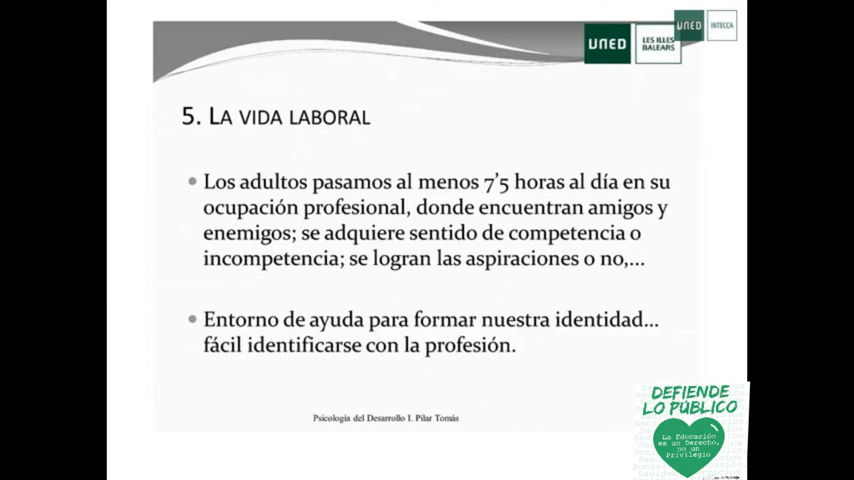 UNED
LES ILLES
BALEARS
UNED
INTECCA
5. LA VIDA LABORAL
Los adultos pasamos al menos 7'5 horas al día en su
ocupación profesional, donde encuentran amigos y
enemigos; se adquiere sentido de competencia o
incompetencia; se logran las aspiraciones o no,...
Entorno de ayuda para formar nuestra identidad...
fácil identificarse con la profesión.
Psicología del Desarrollo I. Pilar Tomás
DEFIENDE
LO PÚBLICO
La Educación
es un Derecho,
no un
Privilegio